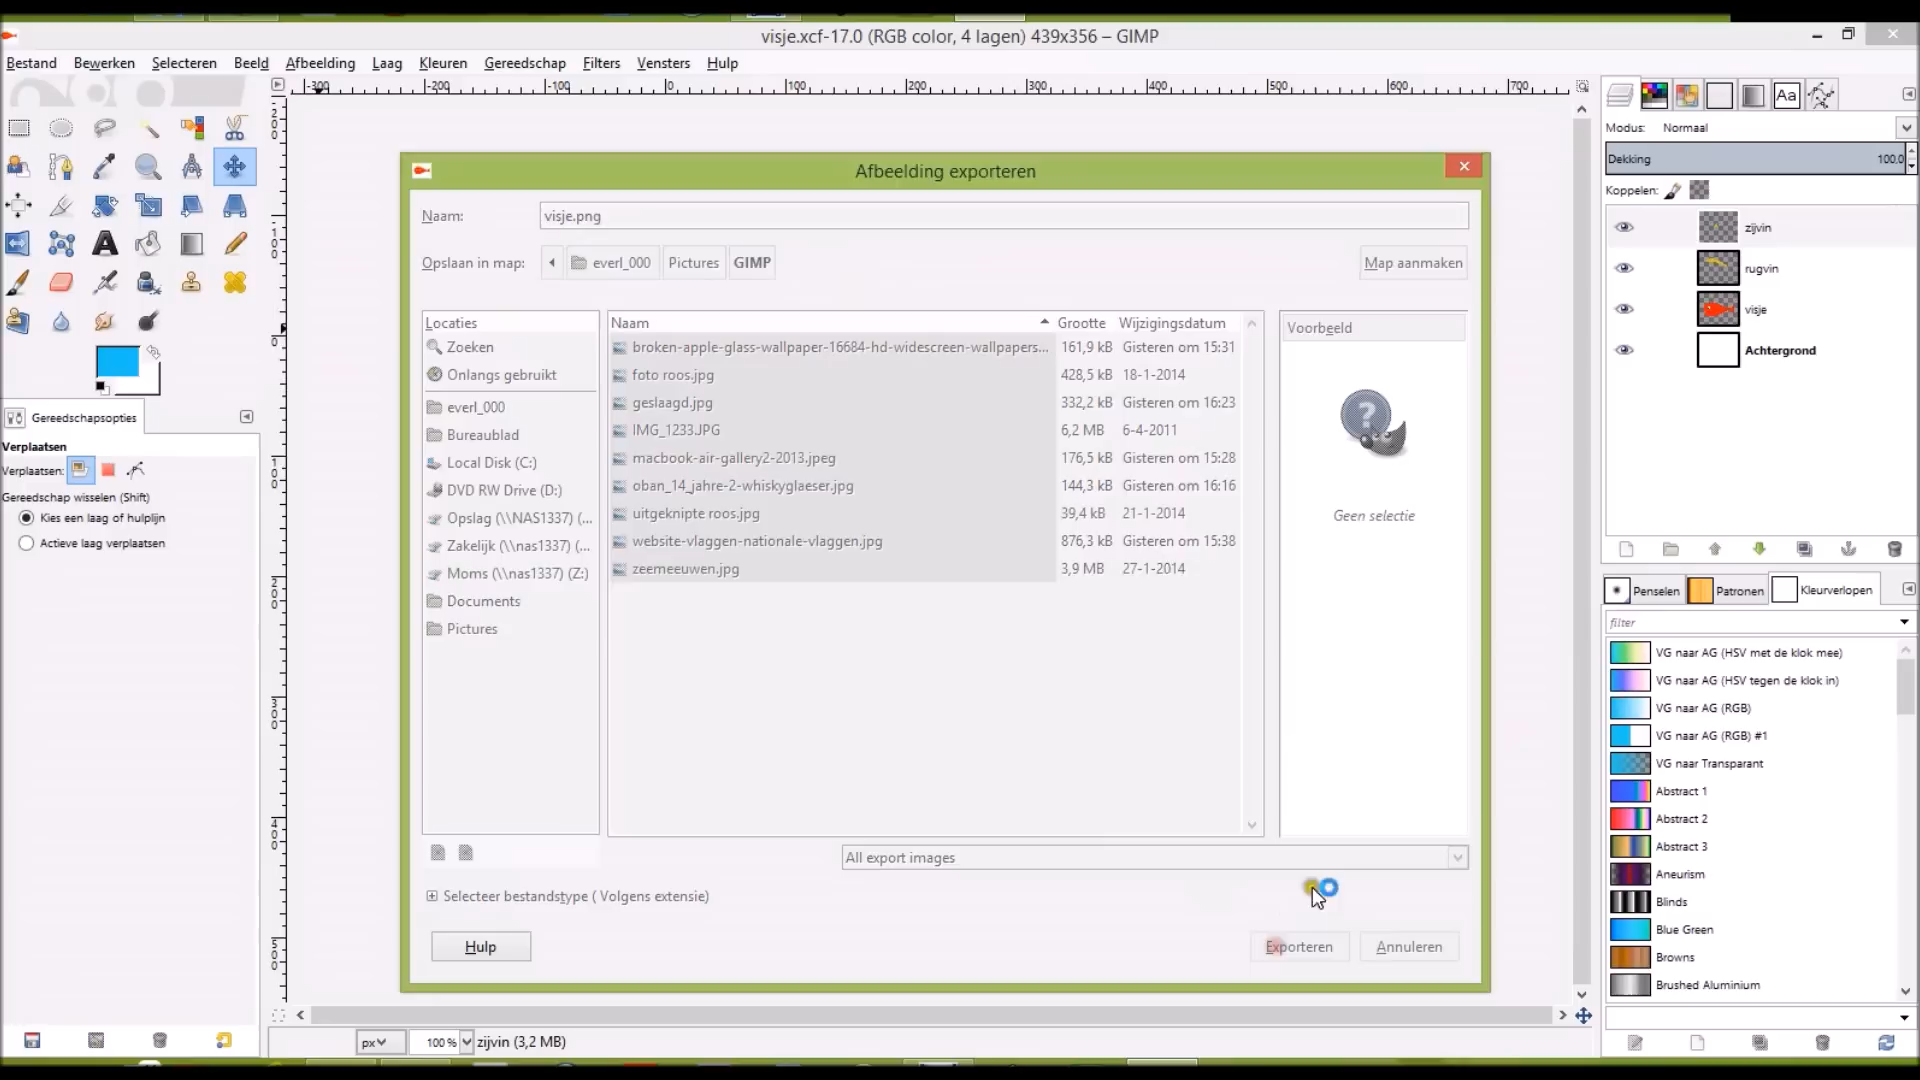 visje.xcf-17.0 (RGB color, 4 lagen) 439x356 – GIMP
Bestand Bewerken Selecteren Beeld Afbeelding Laag Kleuren Gereedschap Filters Vensters Hulp
-300 -200 -100 0 100 200 300 400 500 600 700
Afbeelding exporteren
Naam: visje.png
Opslaan in map: everl_000 Pictures GIMP Map aanmaken
Locaties
Zoeken
Onlangs gebruikt
everl_000
Bureaublad
Local Disk (C:)
DVD RW Drive (D:)
Opslag (\\NAS1337) (...
Zakelijk (\\nas1337) (...
Moms (\\nas1337) (Z:)
Documents
Pictures
Naam Grootte Wijzigingsdatum
broken-apple-glass-wallpaper-16684-hd-widescreen-wallpapers... 161,9 kB Gisteren om 15:31
foto roos.jpg 428,5 kB 18-1-2014
geslaagd.jpg 332,2 kB Gisteren om 16:23
IMG_1233.JPG 6,2 MB 6-4-2011
macbook-air-gallery2-2013.jpeg 176,5 kB Gisteren om 15:28
oban_14_jahre-2-whiskyglaeser.jpg 144,3 kB Gisteren om 16:16
uitgeknipte roos.jpg 39,4 kB 21-1-2014
website-vlaggen-nationale-vlaggen.jpg 876,3 kB Gisteren om 15:38
zeemeeuwen.jpg 3,9 MB 27-1-2014
Voorbeeld
Geen selectie
All export images
Selecteer bestandstype ( Volgens extensie)
Hulp Exporteren Annuleren
Gereedschapsopties
Verplaatsen
Verplaatsen:
Gereedschap wisselen (Shift)
Kies een laag of hulplijn
Actieve laag verplaatsen
px 100 % zijvin (3,2 MB)
Aa
Modus: Normaal
Dekking 100.0
Koppelen:
zijvin
rugvin
visje
Achtergrond
Penselen Patronen Kleurverlopen
filter
VG naar AG (HSV met de klok mee)
VG naar AG (HSV tegen de klok in)
VG naar AG (RGB)
VG naar AG (RGB) #1
VG naar Transparant
Abstract 1
Abstract 2
Abstract 3
Aneurism
Blinds
Blue Green
Browns
Brushed Aluminium